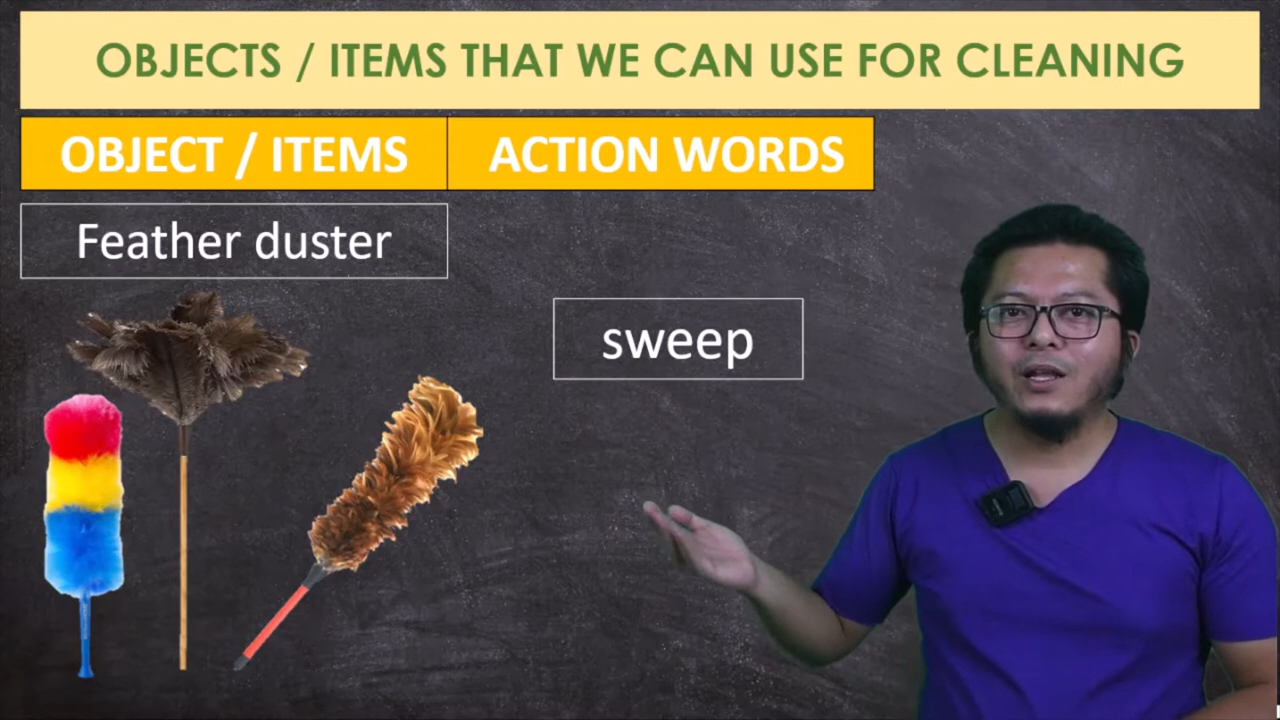 OBJECTS / ITEMS THAT WE CAN USE FOR CLEANING
OBJECT / ITEMS
ACTION WORDS
Feather duster
sweep